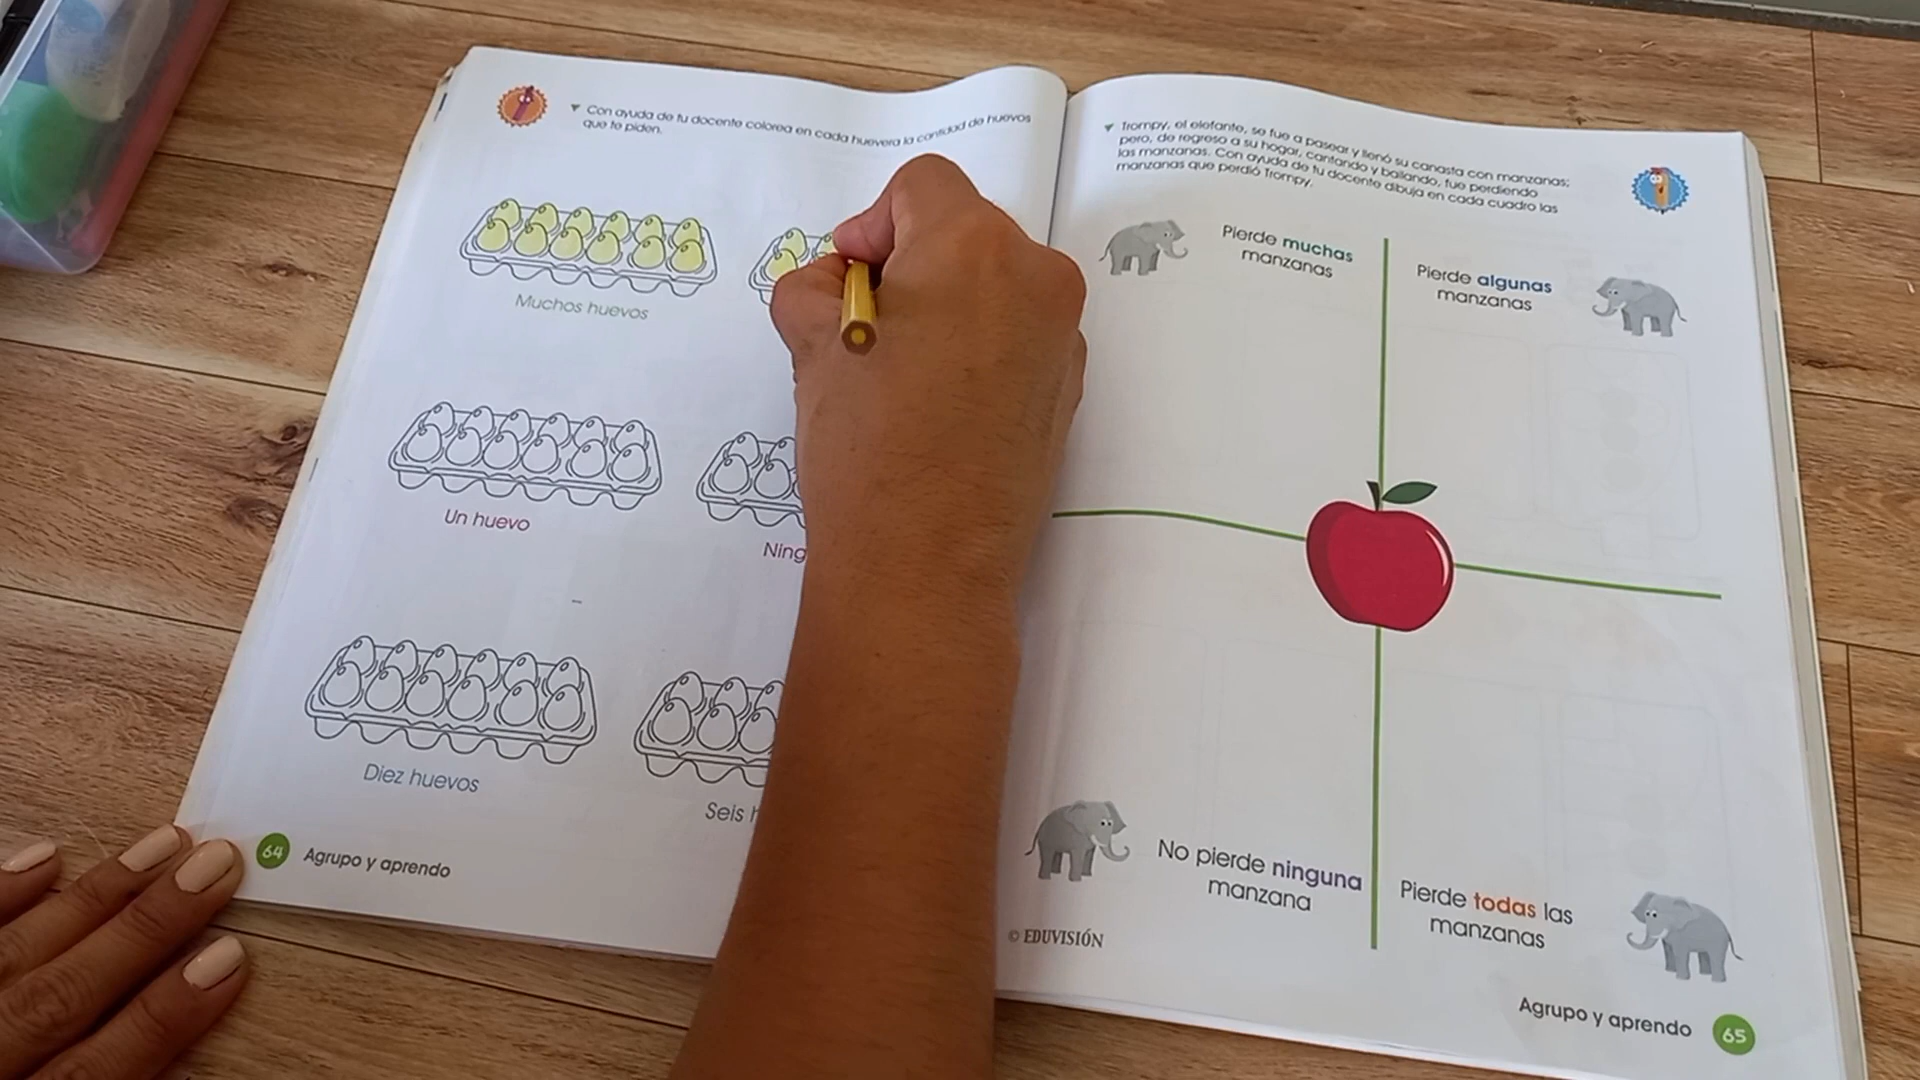 Con ayuda de tu docente colorea en cada huevera la cantidad de huevos
que te piden.
Muchos huevos
Un huevo
Ning
Diez huevos
Seis h
64 Agrupo y aprendo
Trompy, el elefante, se fue a pasear y llenó su canasta con manzanas;
pero, de regreso a su hogar, cantando y bailando, fue perdiendo
las manzanas. Con ayuda de tu docente dibuja en cada cuadro las
manzanas que perdió Trompy.
Pierde muchas
manzanas
Pierde algunas
manzanas
No pierde ninguna
manzana
Pierde todas las
manzanas
© EDUVISIÓN
Agrupo y aprendo 65